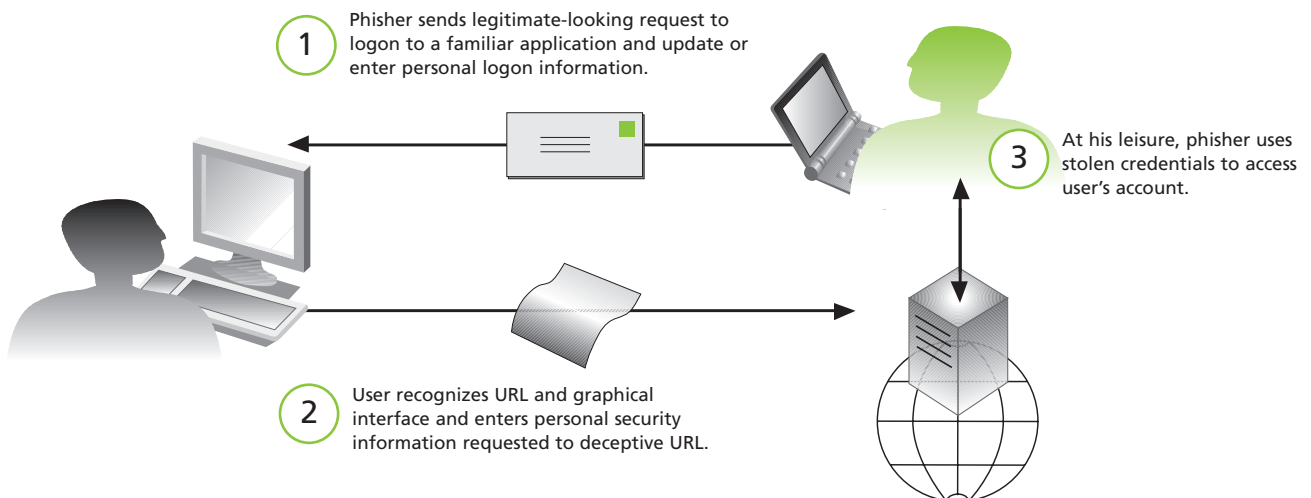 1
Phisher sends legitimate-looking request to
logon to a familiar application and update or
enter personal logon information.
3
At his leisure, phisher uses
stolen credentials to access
user's account.
2
User recognizes URL and graphical
interface and enters personal security
information requested to deceptive URL.